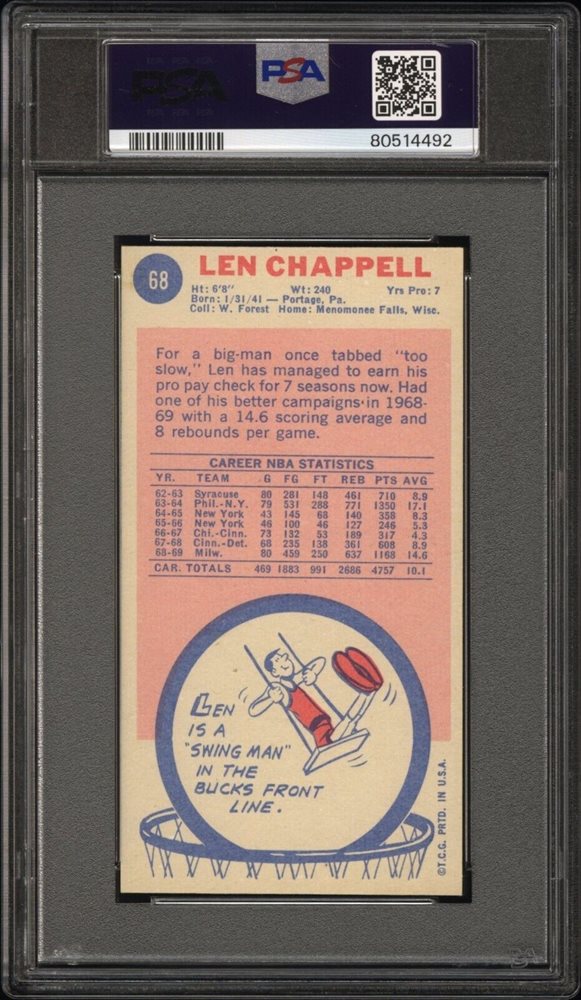 PSA
PSA
80514492
68
LEN CHAPPELL
Ht: 6'8" Wt: 240 Yrs Pro: 7
Born: 1/31/41 — Portage, Pa.
Coll: W. Forest Home: Menomonee Falls, Wisc.
For a big-man once tabbed "too
slow," Len has managed to earn his
pro pay check for 7 seasons now. Had
one of his better campaigns in 1968-
69 with a 14.6 scoring average and
8 rebounds per game.
CAREER NBA STATISTICS
YR. TEAM G FG FT REB PTS AVG
62-63 Syracuse 80 281 148 461 710 8.9
63-64 Phil.-N.Y. 79 531 288 771 1350 17.1
64-65 New York 43 145 68 140 358 8.3
65-66 New York 46 100 46 127 246 5.3
66-67 Chi.-Cinn. 73 132 53 189 317 4.3
67-68 Cinn.-Det. 68 235 138 361 608 8.9
68-69 Milw. 80 459 250 637 1168 14.6
CAR. TOTALS 469 1883 991 2686 4757 10.1
LEN
IS A
"SWING MAN"
IN THE
BUCKS FRONT
LINE.
©T.C.G. PRTD. IN U.S.A.